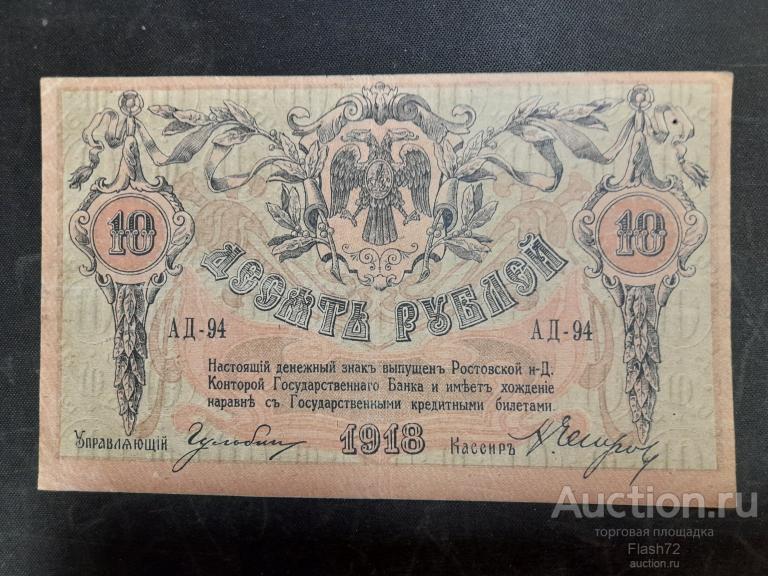 10 10
ДЕСЯТЬ РУБЛЕЙ
АД-94 АД-94
Настоящій денежный знакъ выпущенъ Ростовской н-Д.
Конторой Государственнаго Банка и имѣетъ хожденіе
наравнѣ съ Государственными кредитными билетами.
Управляющій 1918 Кассиръ
Auction.ru
торговая площадка
Flash72
auction.ru